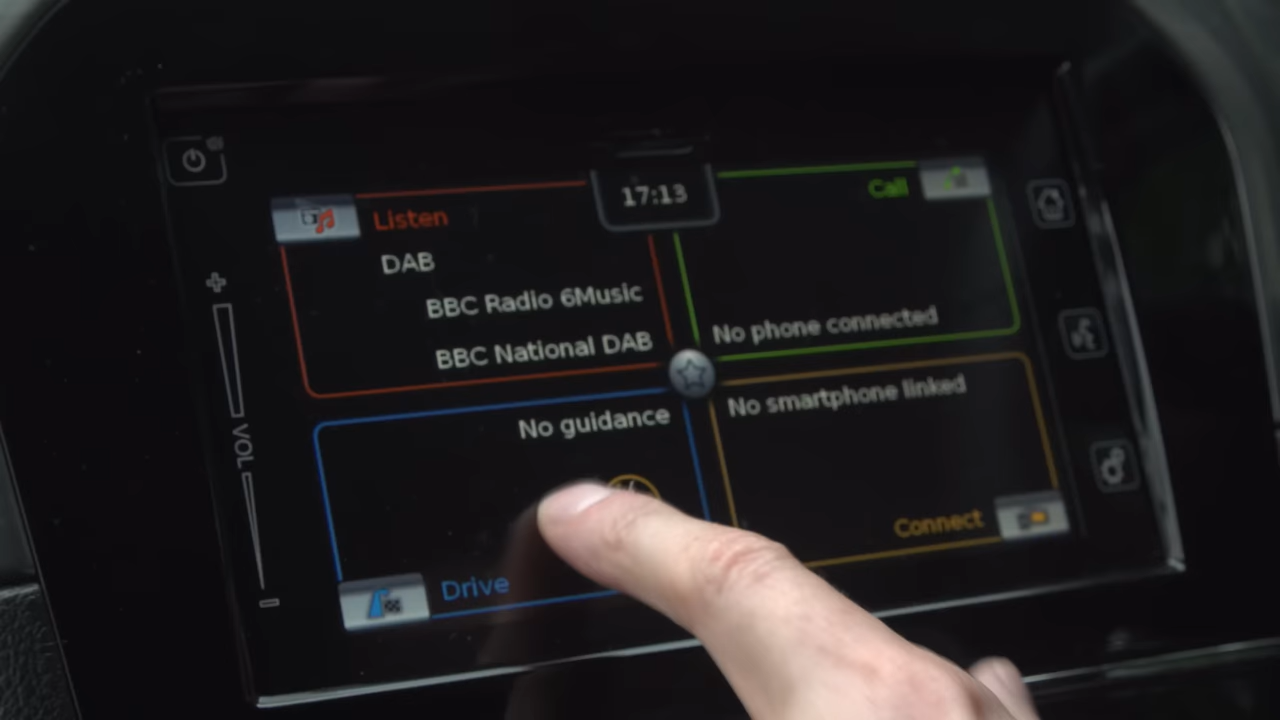 17:13
Listen
Call
DAB
BBC Radio 6Music
BBC National DAB
No phone connected
No guidance
No smartphone linked
VOL
Drive
Connect